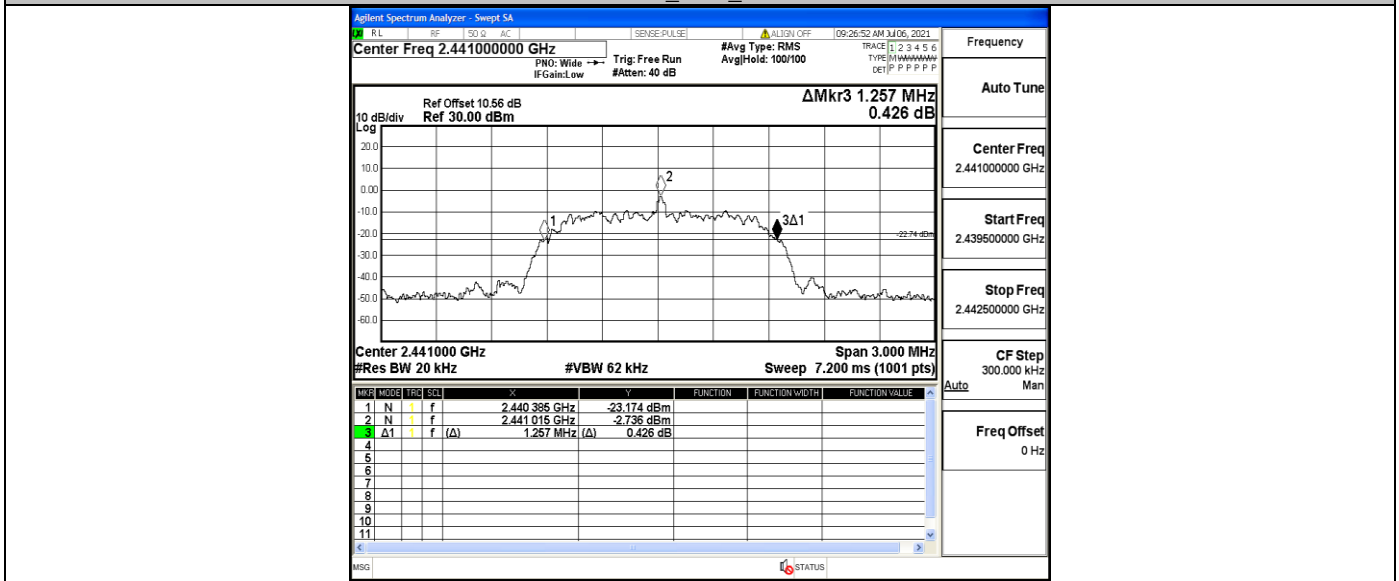 Agilent Spectrum Analyzer - Swept SA
RL RF 50 Ω AC SENSE:PULSE ALIGN OFF 09:26:52 AM Jul 06, 2021
Center Freq 2.441000000 GHz
PNO: Wide
IFGain:Low
Trig: Free Run
#Atten: 40 dB
#Avg Type: RMS
Avg|Hold: 100/100
TRACE 1 2 3 4 5 6
TYPE M WWWWW
DET P P P P P P
Ref Offset 10.56 dB
Ref 30.00 dBm
10 dB/div
Log
ΔMkr3 1.257 MHz
0.426 dB
20.0
10.0
0.00
-10.0
-20.0
-30.0
-40.0
-50.0
-60.0
1
2
3Δ1
-22.74 dBm
Center 2.441000 GHz
Span 3.000 MHz
#Res BW 20 kHz
#VBW 62 kHz
Sweep 7.200 ms (1001 pts)
MKR MODE TRC SCL X Y FUNCTION FUNCTION WIDTH FUNCTION VALUE
1 N 1 f 2.440 385 GHz -23.174 dBm
2 N 1 f 2.441 015 GHz -2.736 dBm
3 Δ1 1 f (Δ) 1.257 MHz (Δ) 0.426 dB
4
5
6
7
8
9
10
11
MSG
STATUS
Frequency
Auto Tune
Center Freq
2.441000000 GHz
Start Freq
2.439500000 GHz
Stop Freq
2.442500000 GHz
CF Step
300.000 kHz
Auto Man
Freq Offset
0 Hz